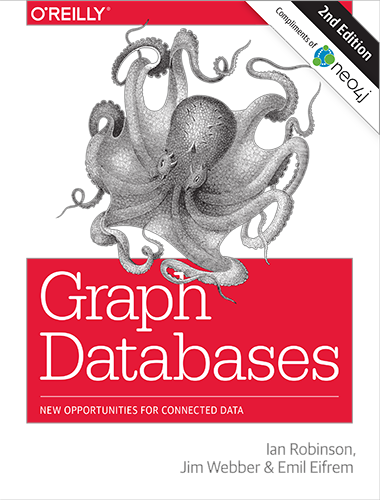 O'REILLY®
2nd Edition
Compliments of
neo4j
Graph
Databases
NEW OPPORTUNITIES FOR CONNECTED DATA
Ian Robinson,
Jim Webber & Emil Eifrem